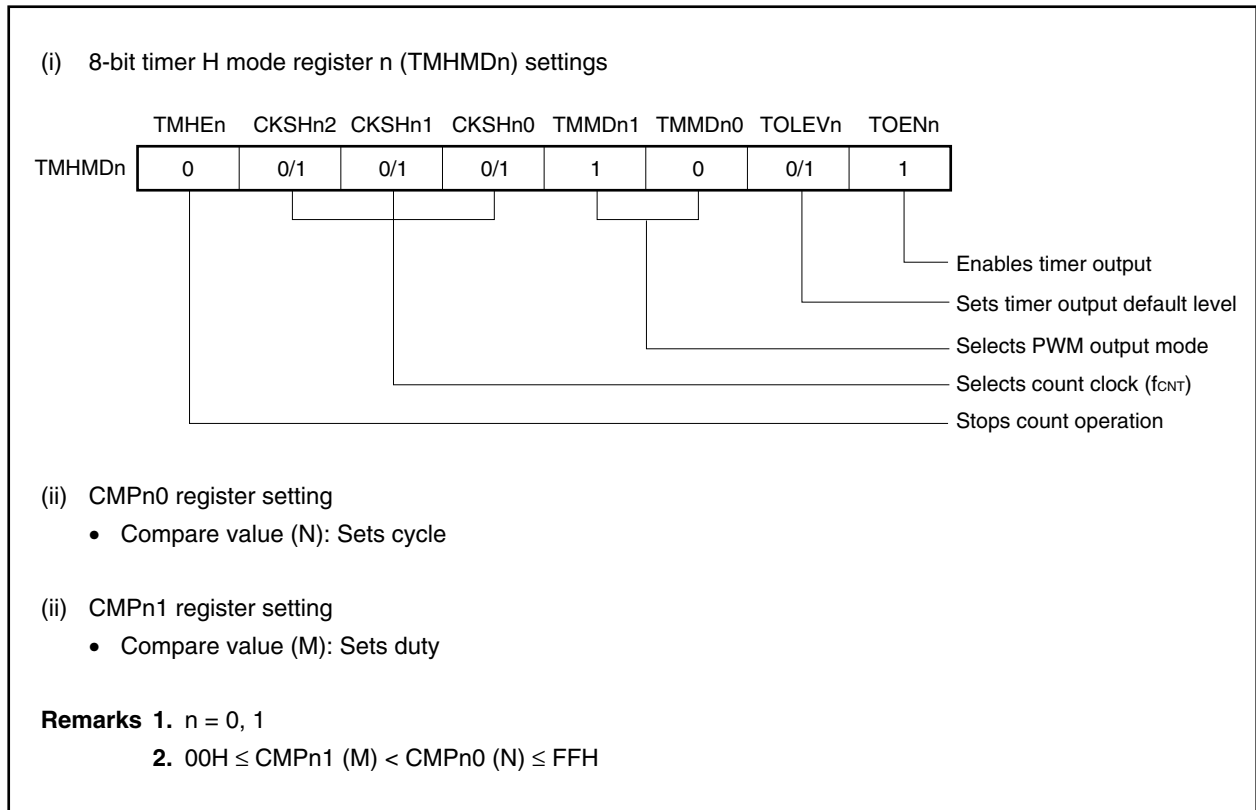 (i) 8-bit timer H mode register n (TMHMDn) settings
TMHEn CKSHn2 CKSHn1 CKSHn0 TMMDn1 TMMDn0 TOLEVn TOENn
TMHMDn 0 0/1 0/1 0/1 1 0 0/1 1
Enables timer output
Sets timer output default level
Selects PWM output mode
Selects count clock (fCNT)
Stops count operation
(ii) CMPn0 register setting
• Compare value (N): Sets cycle
(ii) CMPn1 register setting
• Compare value (M): Sets duty
Remarks 1. n = 0, 1
2. 00H ≤ CMPn1 (M) < CMPn0 (N) ≤ FFH